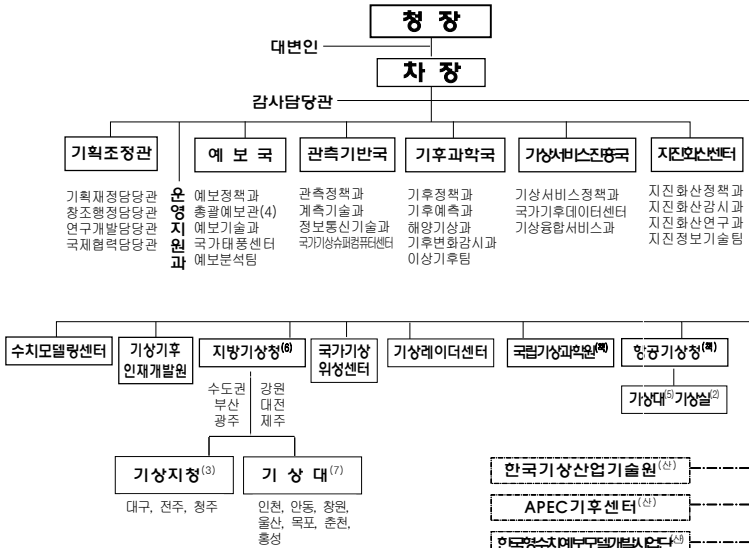 청 장
대변인
차 장
감사담당관
기획조정관
기획재정담당관
창조행정담당관
연구개발담당관
국제협력담당관
운영지원과
예 보 국
예보정책과
총괄예보관(4)
예보기술과
국가태풍센터
예보분석팀
관측기반국
관측정책과
계측기술과
정보통신기술과
국가기상슈퍼컴퓨터센터
기후과학국
기후정책과
기후예측과
해양기상과
기후변화감시과
이상기후팀
기상서비스진흥국
기상서비스정책과
국가기후데이터센터
기상융합서비스과
지진화산센터
지진화산정책과
지진화산감시과
지진화산연구과
지진정보기술팀
수치모델링센터
기상기후
인재개발원
지방기상청(6)
수도권 강원
부산 대전
광주 제주
국가기상
위성센터
기상레이더센터
국립기상과학원(책)
항공기상청(책)
기상대(5) 기상실(2)
기상지청(3)
대구, 전주, 청주
기 상 대(7)
인천, 안동, 창원,
울산, 목포, 춘천,
홍성
한국기상산업기술원(산)
APEC기후센터(산)
한국형수치예보모델개발사업단(산)